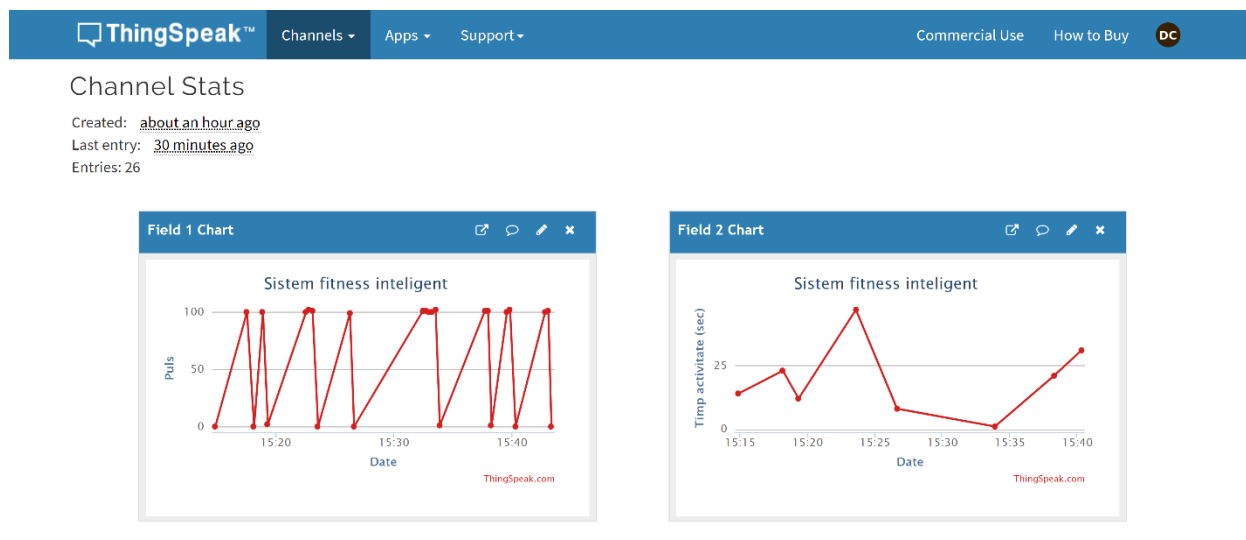 ThingSpeak™ Channels Apps Support Commercial Use How to Buy DC
Channel Stats
Created: about an hour ago
Last entry: 30 minutes ago
Entries: 26
Field 1 Chart
Sistem fitness inteligent
100
50
0
Puls
15:20 15:30 15:40
Date
ThingSpeak.com
Field 2 Chart
Sistem fitness inteligent
25
0
Timp activitate (sec)
15:15 15:20 15:25 15:30 15:35 15:40
Date
ThingSpeak.com